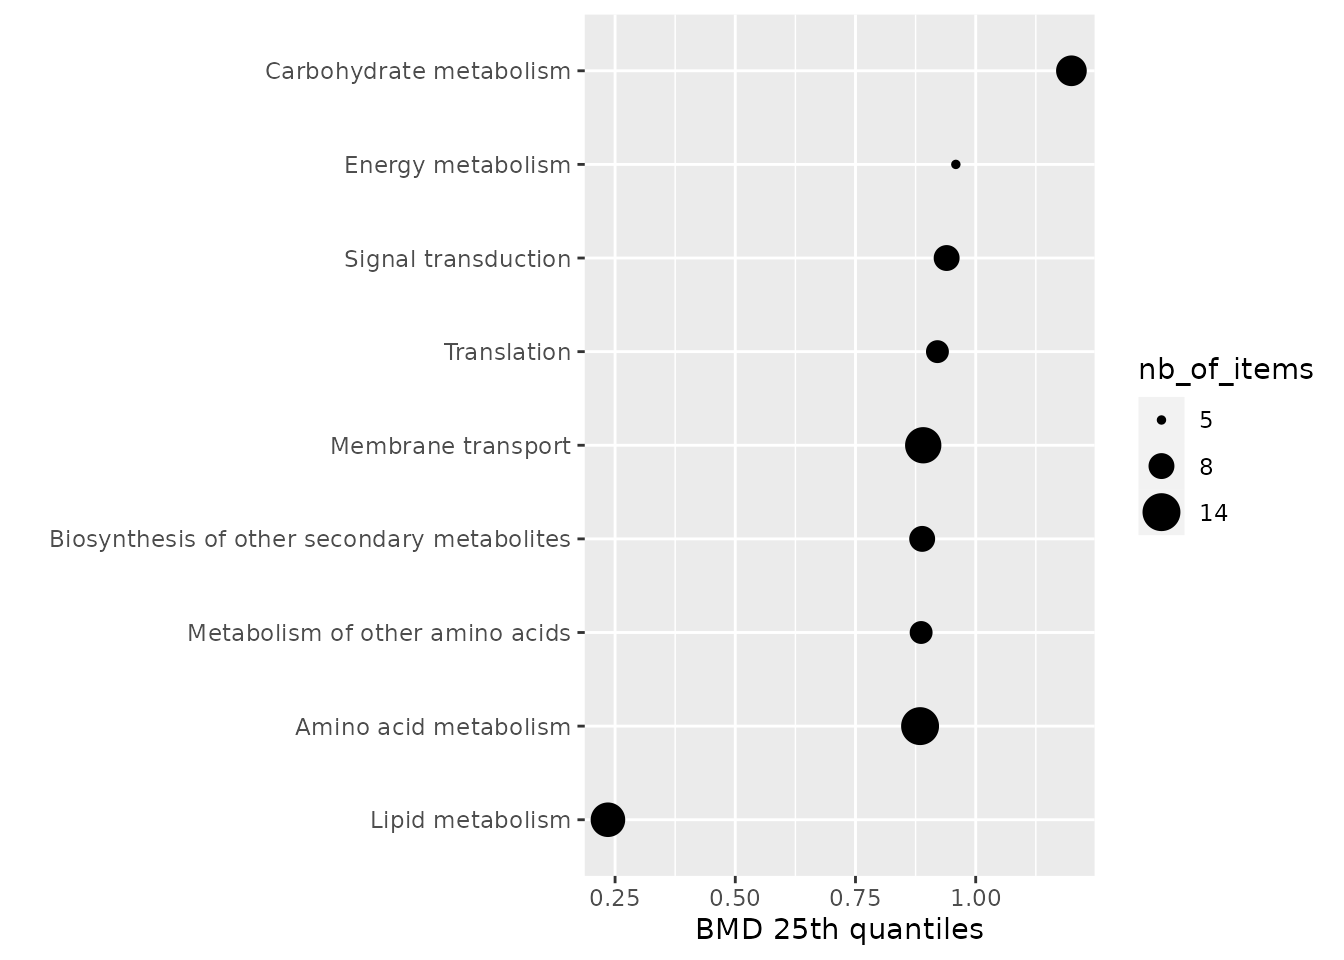 Carbohydrate metabolism
Energy metabolism
Signal transduction
Translation
Membrane transport
Biosynthesis of other secondary metabolites
Metabolism of other amino acids
Amino acid metabolism
Lipid metabolism
0.25 0.50 0.75 1.00
BMD 25th quantiles
nb_of_items
5
8
14